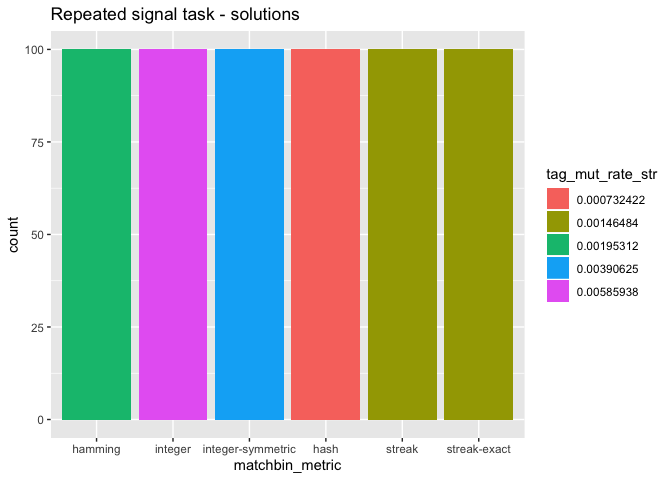 Repeated signal task - solutions
count
100
75
50
25
0
hamming integer integer-symmetric hash streak streak-exact
matchbin_metric
tag_mut_rate_str
0.000732422
0.00146484
0.00195312
0.00390625
0.00585938